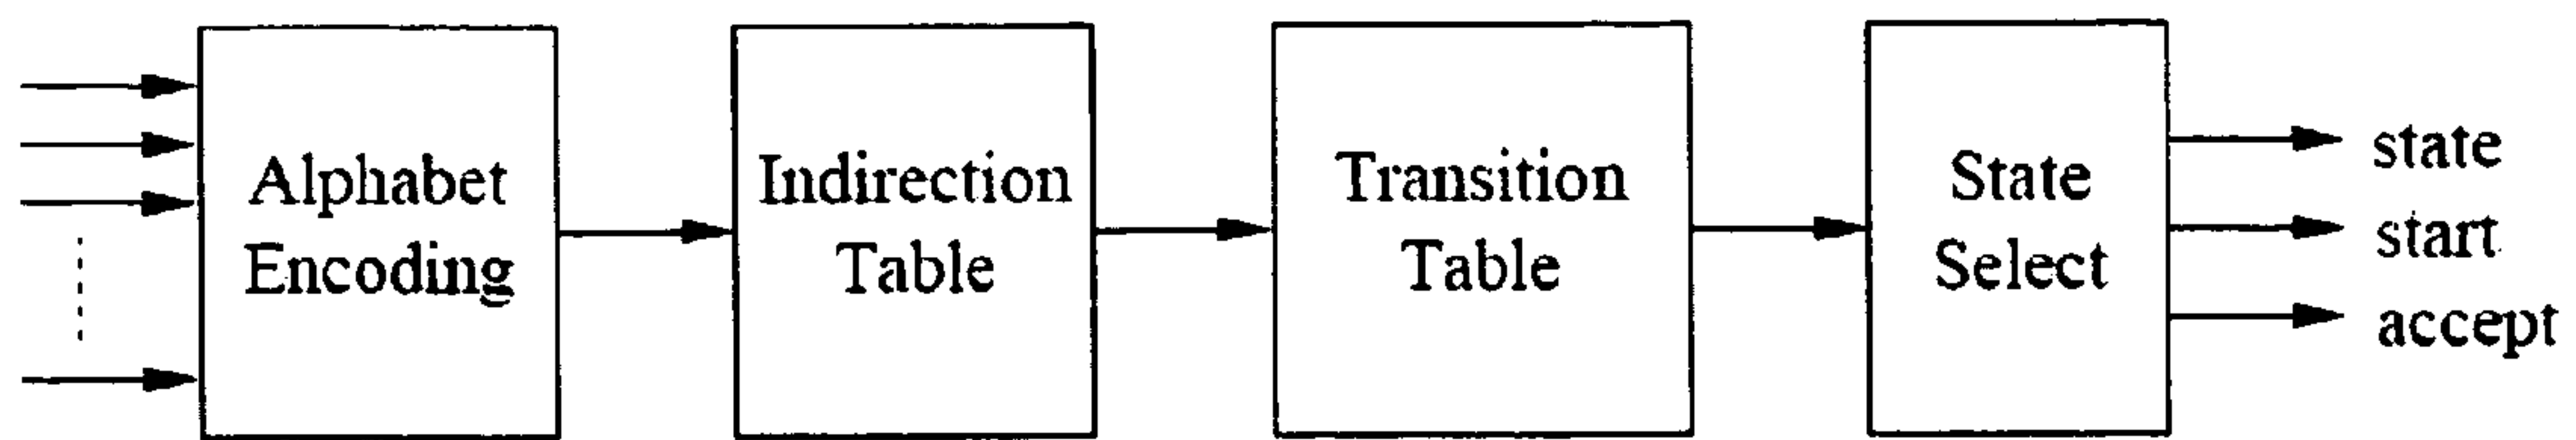 Alphabet
Encoding
Indirection
Table
Transition
Table
State
Select
state
start
accept